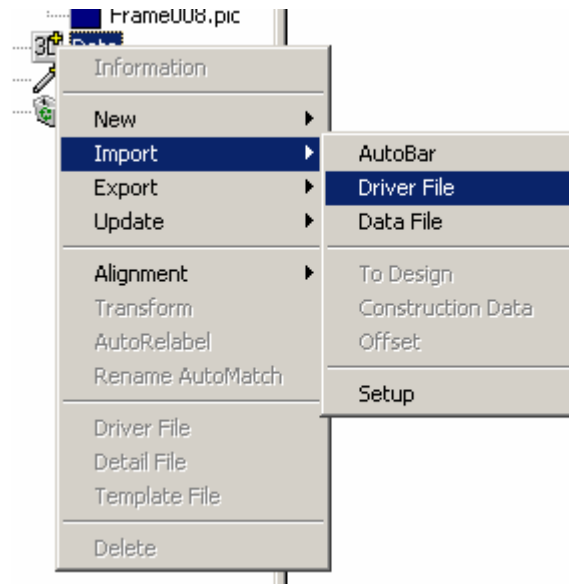 Frame008.pic
Data
Information
New
Import
Export
Update
Alignment
Transform
AutoRelabel
Rename AutoMatch
Driver File
Detail File
Template File
Delete
AutoBar
Driver File
Data File
To Design
Construction Data
Offset
Setup